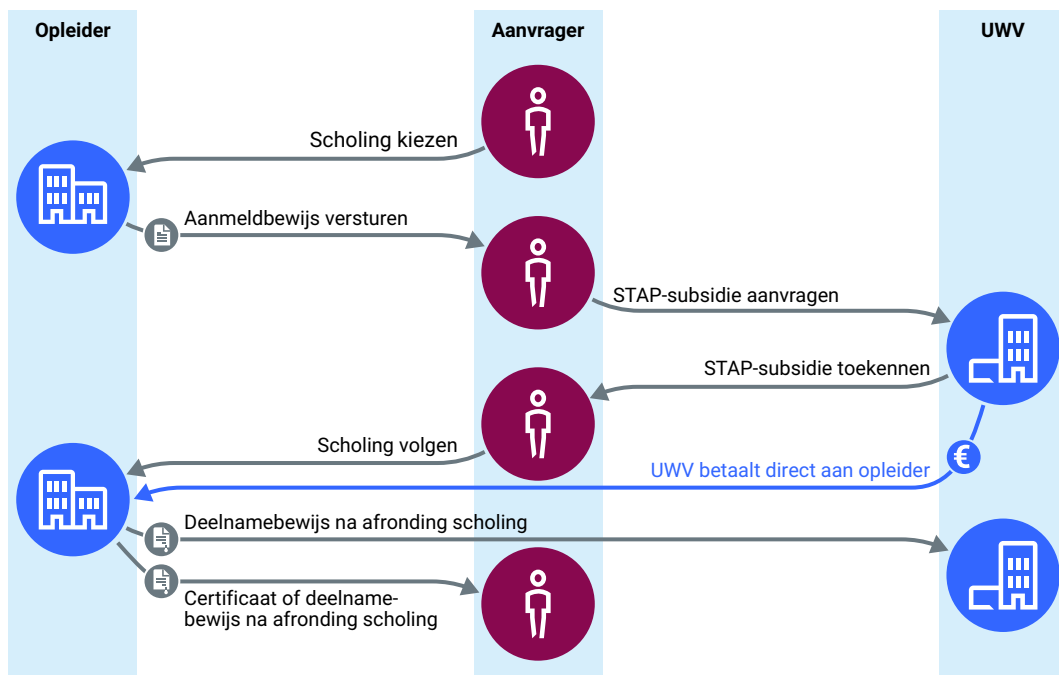 Opleider
Aanvrager
UWV
Scholing kiezen
Aanmeldbewijs versturen
STAP-subsidie aanvragen
STAP-subsidie toekennen
Scholing volgen
UWV betaalt direct aan opleider
€
Deelnamebewijs na afronding scholing
Certificaat of deelname-
bewijs na afronding scholing